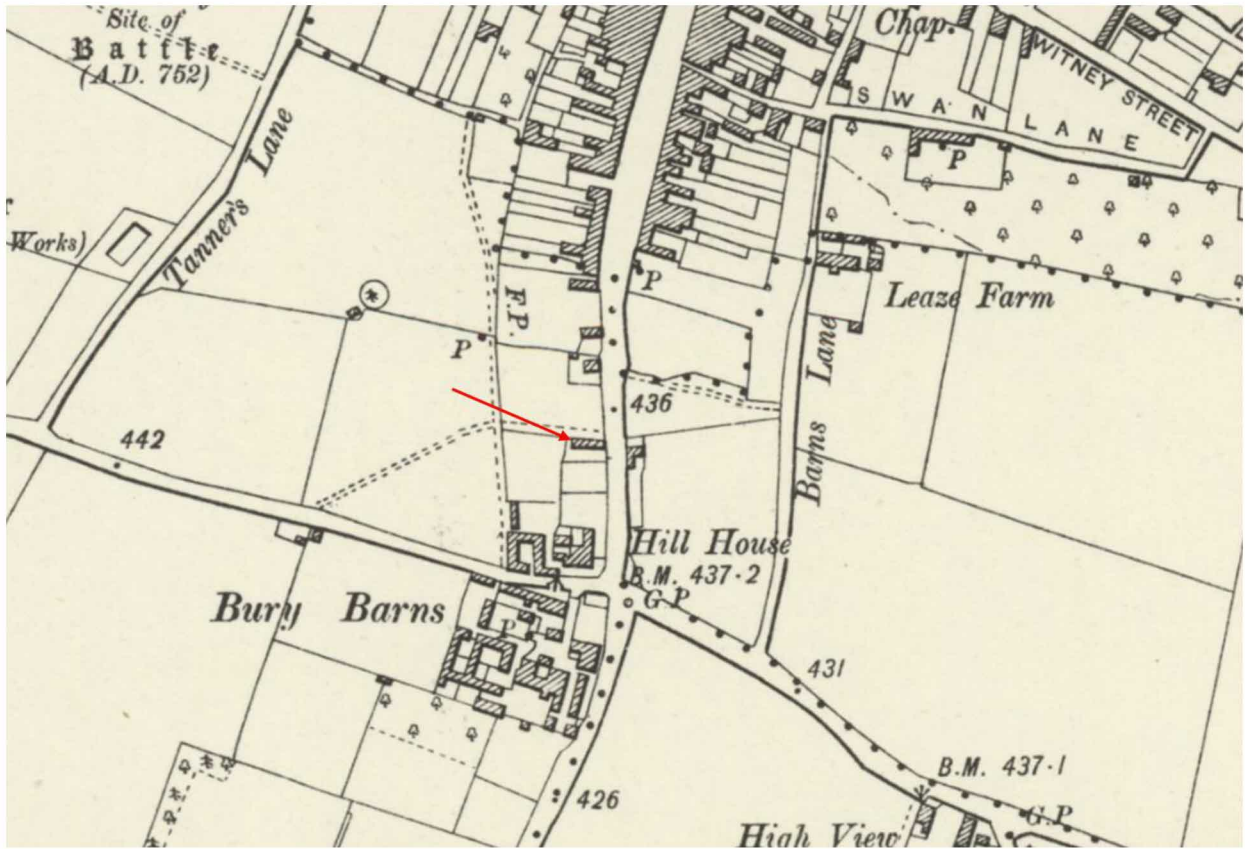 Site of
Battle
(A.D. 752)
Chap.
WITNEY STREET
SWAN LANE
P
Tanner's Lane
Works)
P
Leaze Farm
F.P.
P
Barns Lane
436
442
Hill House
B.M. 437·2
G.P
Bury Barns
P
431
B.M. 437·1
426
G.P
High View